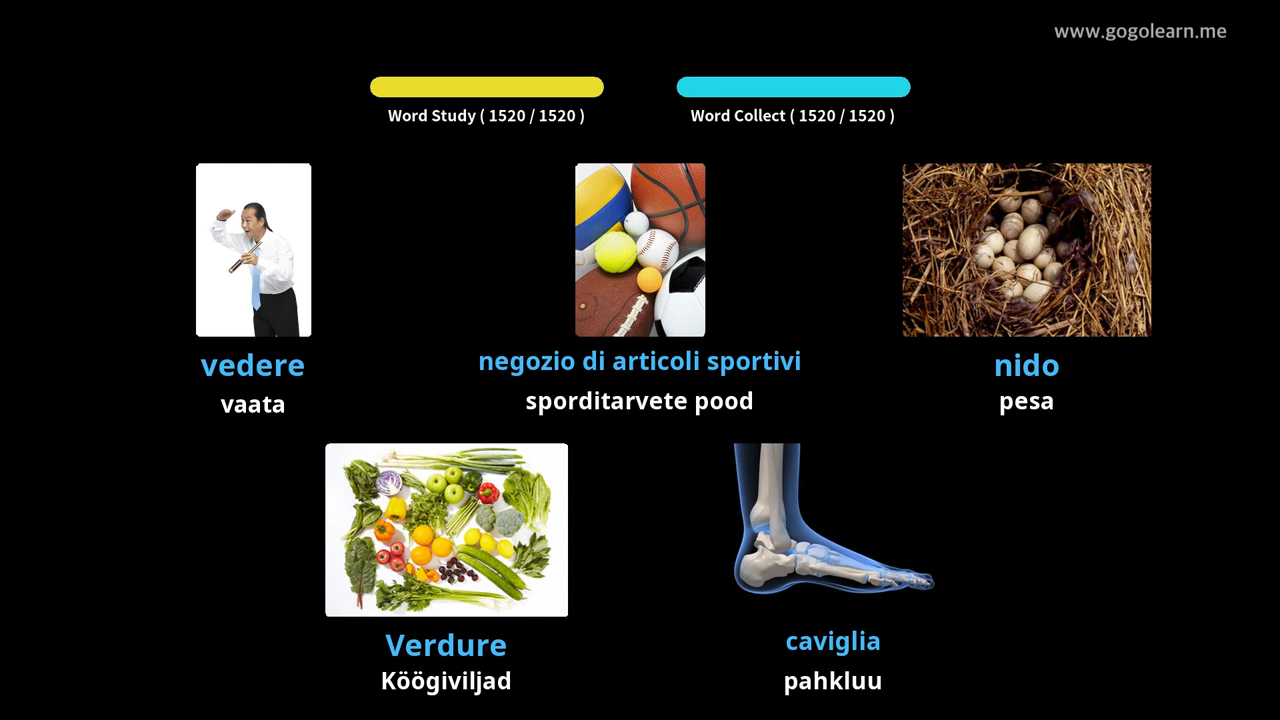 www.gogolearn.me
Word Study ( 1520 / 1520 )
Word Collect ( 1520 / 1520 )
vedere
vaata
negozio di articoli sportivi
sporditarvete pood
nido
pesa
Verdure
Köögiviljad
caviglia
pahkluu